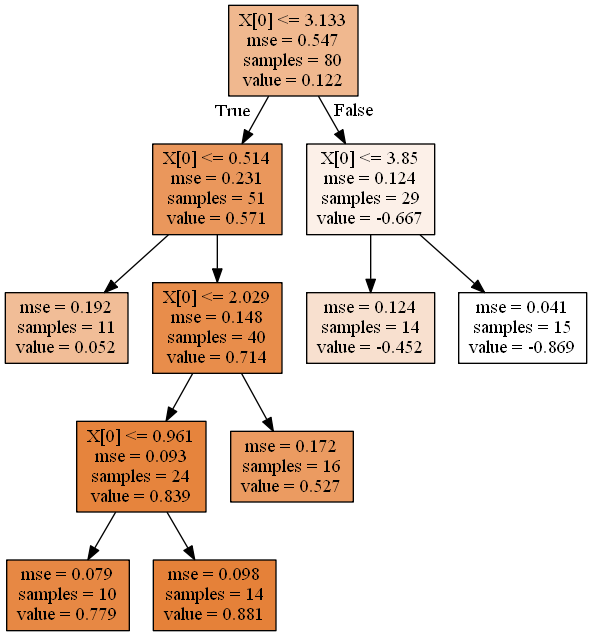 X[0] <= 3.133
mse = 0.547
samples = 80
value = 0.122
True
False
X[0] <= 0.514
mse = 0.231
samples = 51
value = 0.571
X[0] <= 3.85
mse = 0.124
samples = 29
value = -0.667
mse = 0.192
samples = 11
value = 0.052
X[0] <= 2.029
mse = 0.148
samples = 40
value = 0.714
mse = 0.124
samples = 14
value = -0.452
mse = 0.041
samples = 15
value = -0.869
X[0] <= 0.961
mse = 0.093
samples = 24
value = 0.839
mse = 0.172
samples = 16
value = 0.527
mse = 0.079
samples = 10
value = 0.779
mse = 0.098
samples = 14
value = 0.881